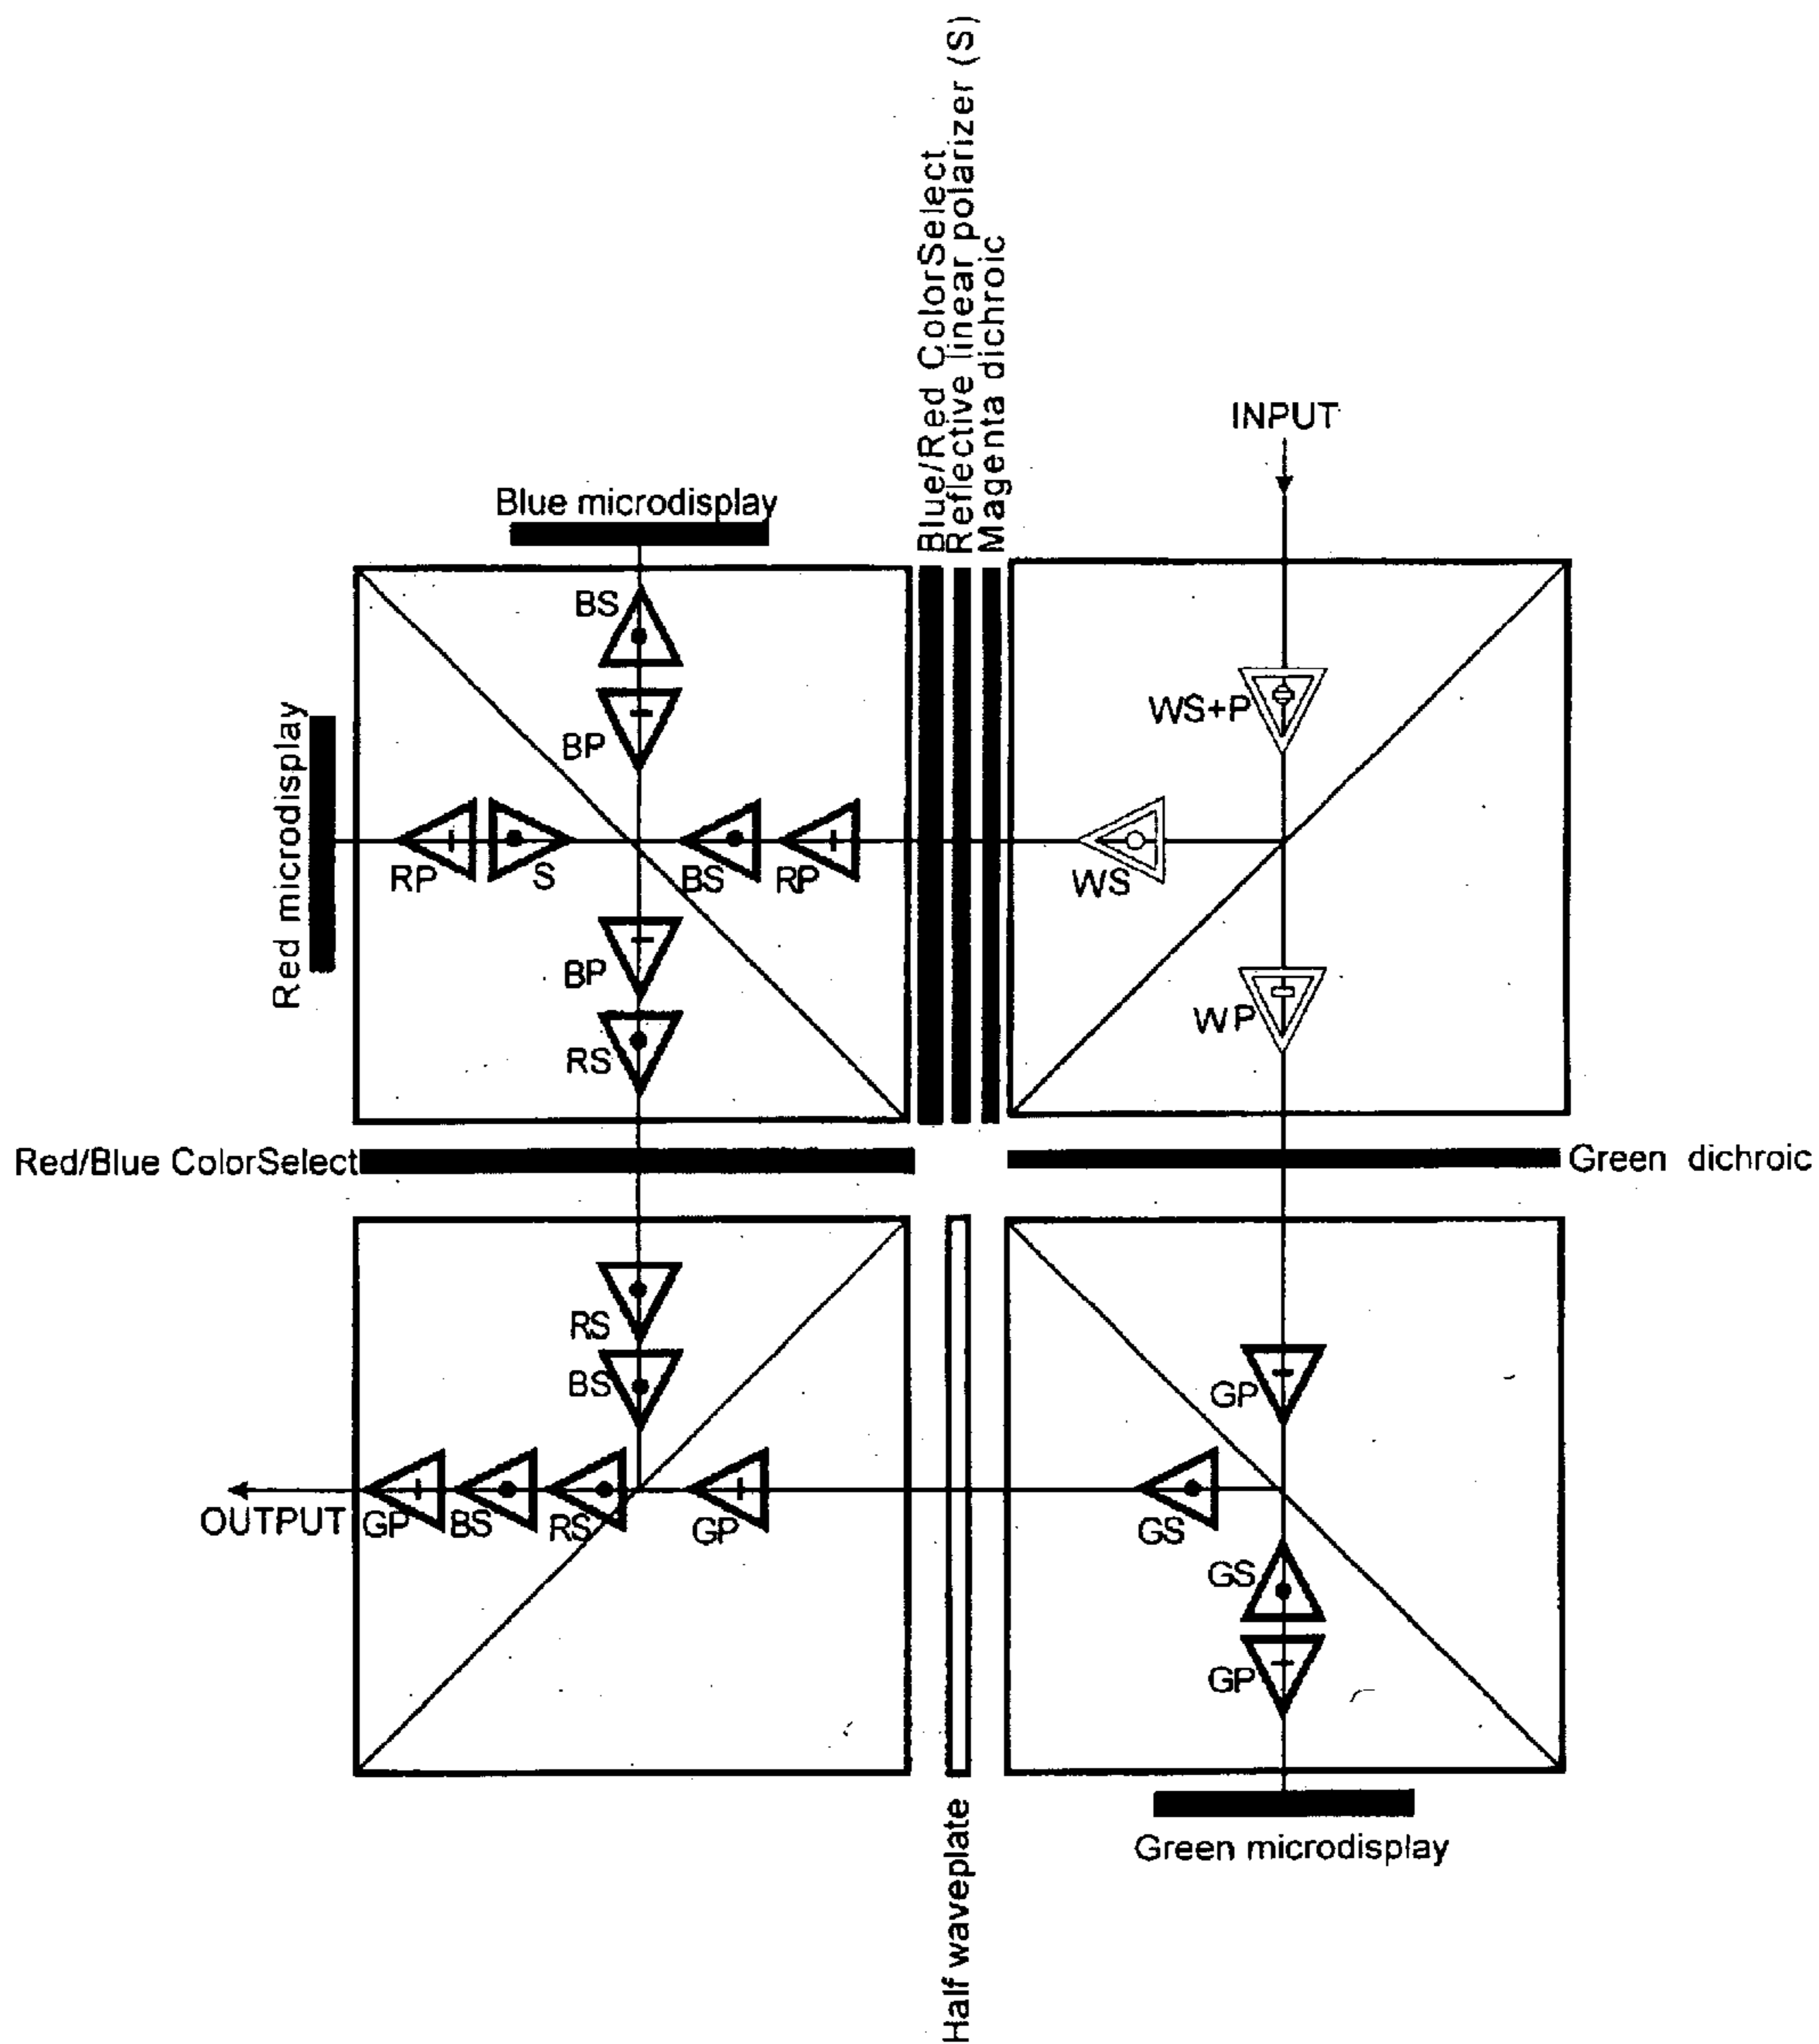 Blue/Red ColorSelect
Reflective linear polarizer (S)
Magenta dichroic
INPUT
Blue microdisplay
BS
WS+P
BP
Red microdisplay
RP
S
BS
RP
WS
BP
WP
RS
Red/Blue ColorSelect
Green dichroic
RS
BS
GP
OUTPUT
GP
BS
RS
GP
GS
GS
GP
Half waveplate
Green microdisplay